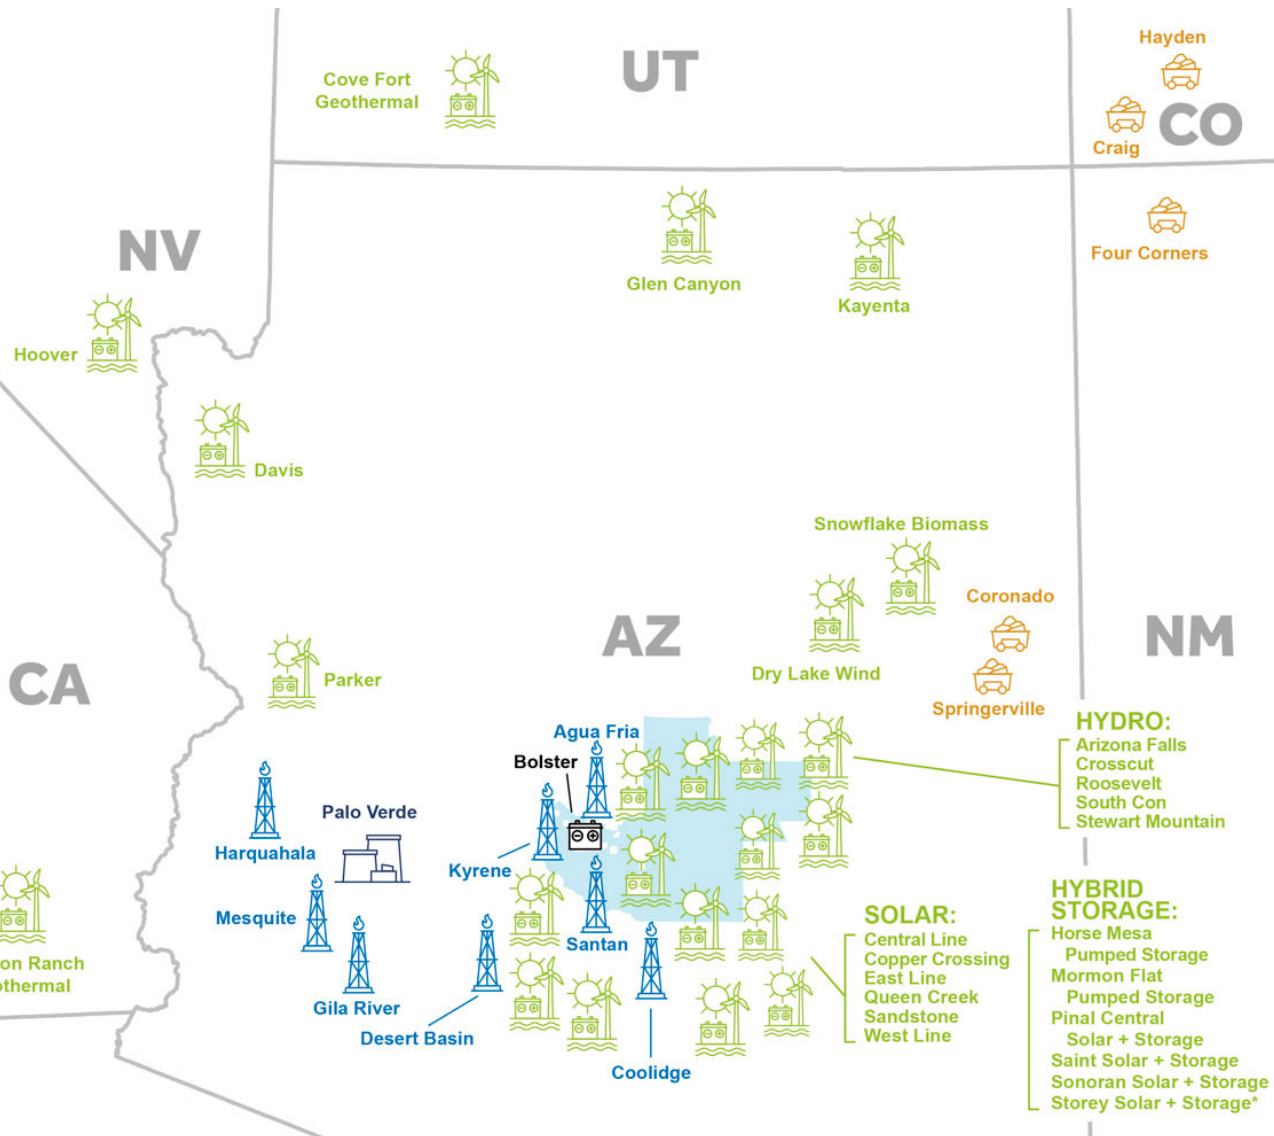 Hayden
Cove Fort
Geothermal
UT
CO
Craig
NV
Glen Canyon
Kayenta
Four Corners
Hoover
Davis
Snowflake Biomass
Coronado
AZ
NM
CA
Parker
Dry Lake Wind
Springerville
HYDRO:
Arizona Falls
Crosscut
Roosevelt
South Con
Stewart Mountain
Agua Fria
Bolster
Palo Verde
Harquahala
Kyrene
Mesquite
Santan
Gila River
Desert Basin
Coolidge
on Ranch
othermal
SOLAR:
Central Line
Copper Crossing
East Line
Queen Creek
Sandstone
West Line
HYBRID
STORAGE:
Horse Mesa
Pumped Storage
Mormon Flat
Pumped Storage
Pinal Central
Solar + Storage
Saint Solar + Storage
Sonoran Solar + Storage
Storey Solar + Storage*